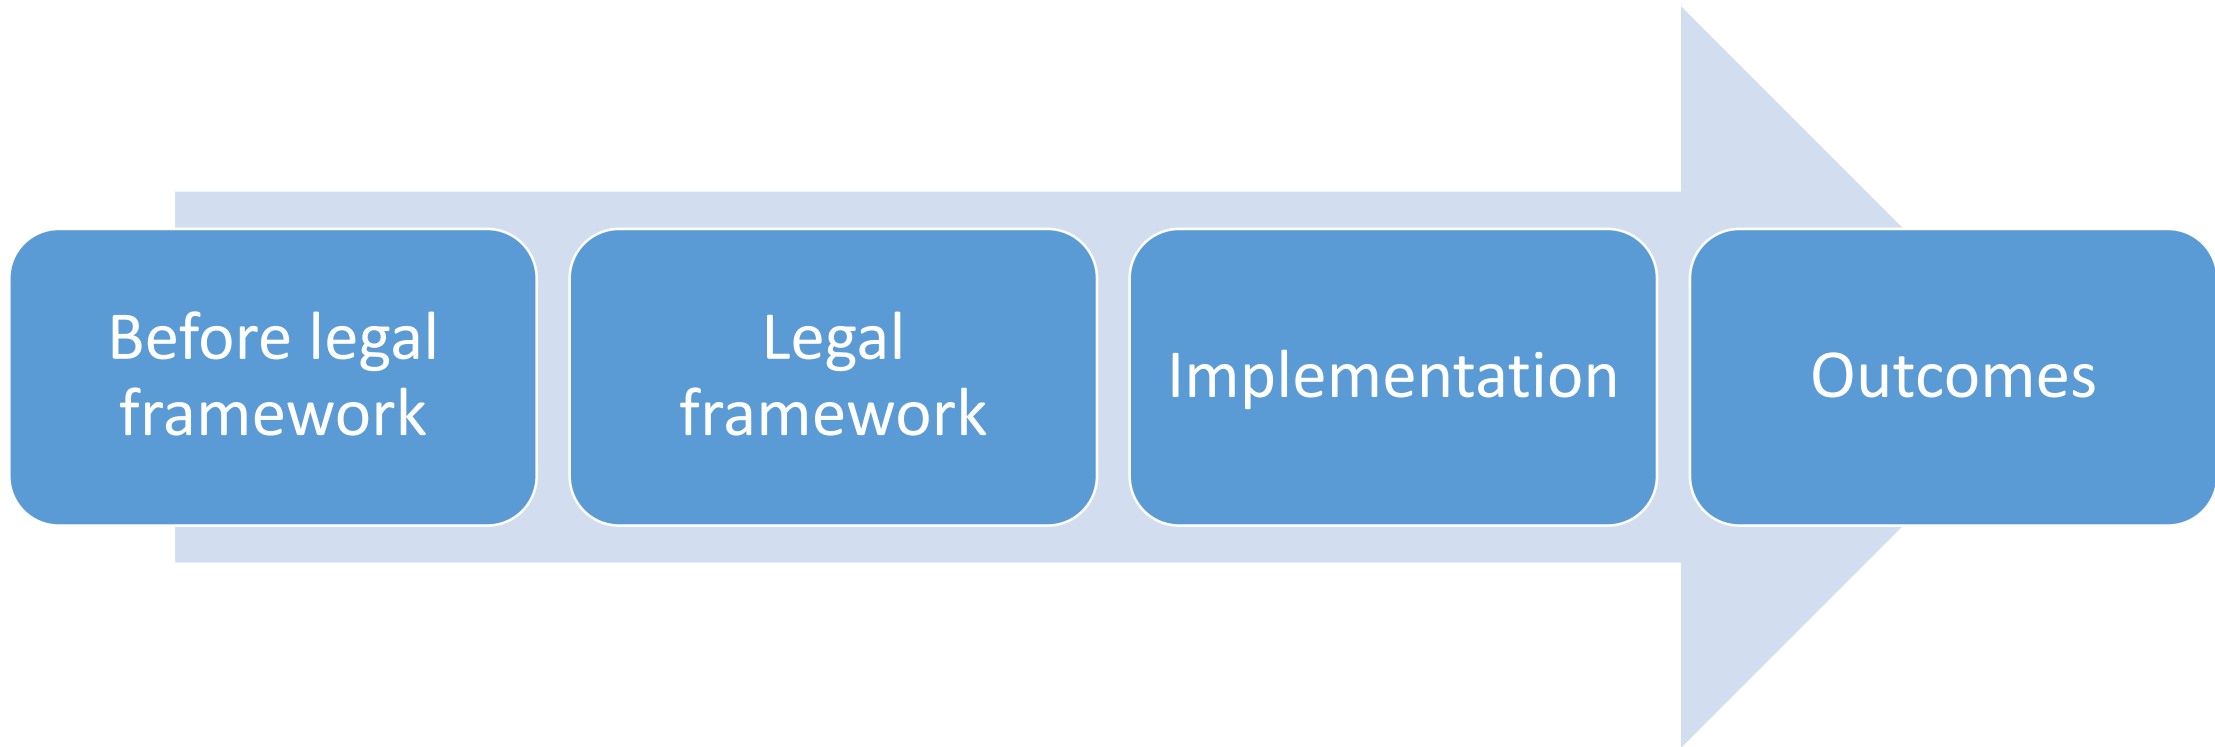 Before legal
framework
Legal
framework
Implementation
Outcomes